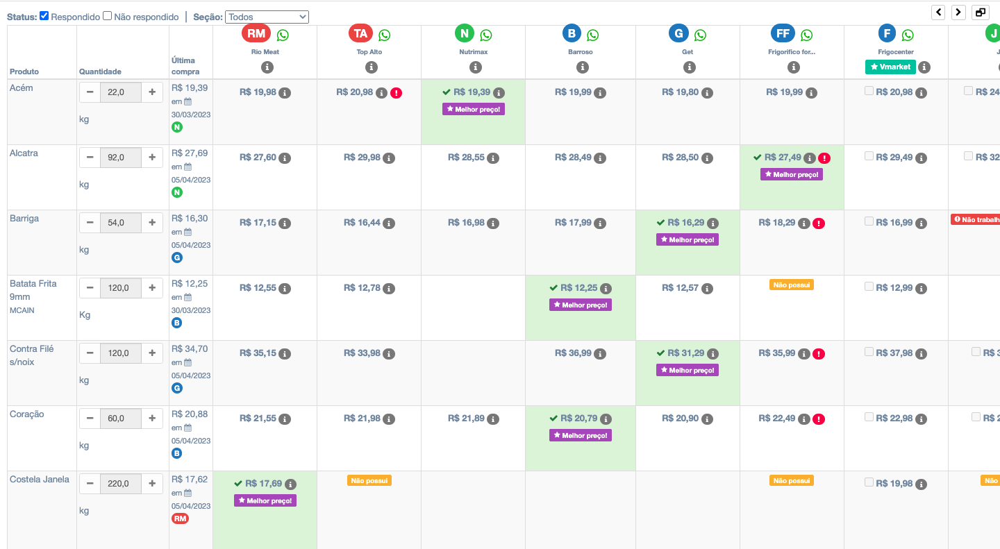 Status: Respondido Não respondido | Seção: Todos
RM TA N B G FF F J
Rio Meat Top Alto Nutrimax Barroso Get Frigorifico for... Frigocenter
Produto Quantidade Última compra Vmarket
Acém 22,0 R$ 19,39 R$ 19,98 R$ 20,98 R$ 19,39 R$ 19,99 R$ 19,80 R$ 19,99 R$ 20,98 R$ 24
em Melhor preço!
kg 30/03/2023
N
Alcatra 92,0 R$ 27,69 R$ 27,60 R$ 29,98 R$ 28,55 R$ 28,49 R$ 28,50 R$ 27,49 R$ 29,49 R$ 32
em Melhor preço!
kg 05/04/2023
N
Barriga 54,0 R$ 16,30 R$ 17,15 R$ 16,44 R$ 16,98 R$ 17,99 R$ 16,29 R$ 18,29 R$ 16,99 Não trabalh
em Melhor preço!
kg 05/04/2023
G
Batata Frita 120,0 R$ 12,25 R$ 12,55 R$ 12,78 R$ 12,25 R$ 12,57 Não possui R$ 12,99
9mm em Melhor preço!
MCAIN 30/03/2023
Kg B
Contra Filé 120,0 R$ 34,70 R$ 35,15 R$ 33,98 R$ 36,99 R$ 31,29 R$ 35,99 R$ 37,98 R$ 3
s/noix em Melhor preço!
kg 05/04/2023
G
Coração 60,0 R$ 20,88 R$ 21,55 R$ 21,98 R$ 21,89 R$ 20,79 R$ 20,90 R$ 22,49 R$ 22,98 R$ 2
em Melhor preço!
kg 05/04/2023
B
Costela Janela 220,0 R$ 17,62 R$ 17,69 Não possui Não possui R$ 19,98 Não
em Melhor preço!
kg 05/04/2023
RM